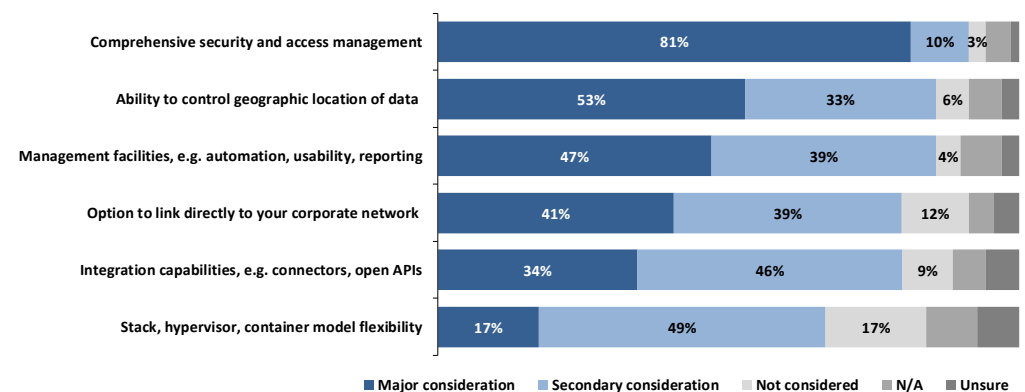 Comprehensive security and access management 81% 10% 3%
Ability to control geographic location of data 53% 33% 6%
Management facilities, e.g. automation, usability, reporting 47% 39% 4%
Option to link directly to your corporate network 41% 39% 12%
Integration capabilities, e.g. connectors, open APIs 34% 46% 9%
Stack, hypervisor, container model flexibility 17% 49% 17%
Major consideration Secondary consideration Not considered N/A Unsure